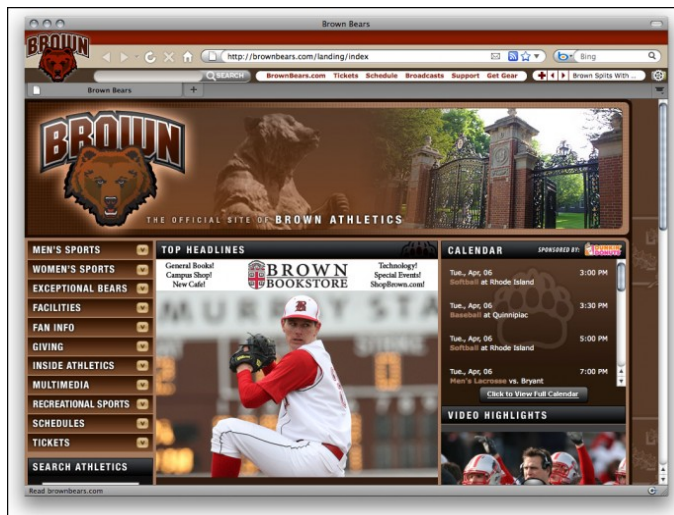 Brown Bears
BROWN
http://brownbears.com/landing/index
Bing
SEARCH
BrownBears.com Tickets Schedule Broadcasts Support Get Gear
Brown Splits With ...
Brown Bears
BROWN
THE OFFICIAL SITE OF BROWN ATHLETICS
MEN'S SPORTS
WOMEN'S SPORTS
EXCEPTIONAL BEARS
FACILITIES
FAN INFO
GIVING
INSIDE ATHLETICS
MULTIMEDIA
RECREATIONAL SPORTS
SCHEDULES
TICKETS
SEARCH ATHLETICS
TOP HEADLINES
General Books!
Campus Shop!
New Cafe!
BROWN
BOOKSTORE
Technology!
Special Events!
ShopBrown.com!
MURRAY STA
B
CALENDAR
SPONSORED BY:
DUNKIN'
DONUTS
Tue., Apr, 06 3:00 PM
Softball at Rhode Island
Tue., Apr, 06 3:30 PM
Baseball at Quinnipiac
Tue., Apr, 06 5:00 PM
Softball at Rhode Island
Tue., Apr, 06 7:00 PM
Men's Lacrosse vs. Bryant
Click to View Full Calendar
VIDEO HIGHLIGHTS
Read brownbears.com